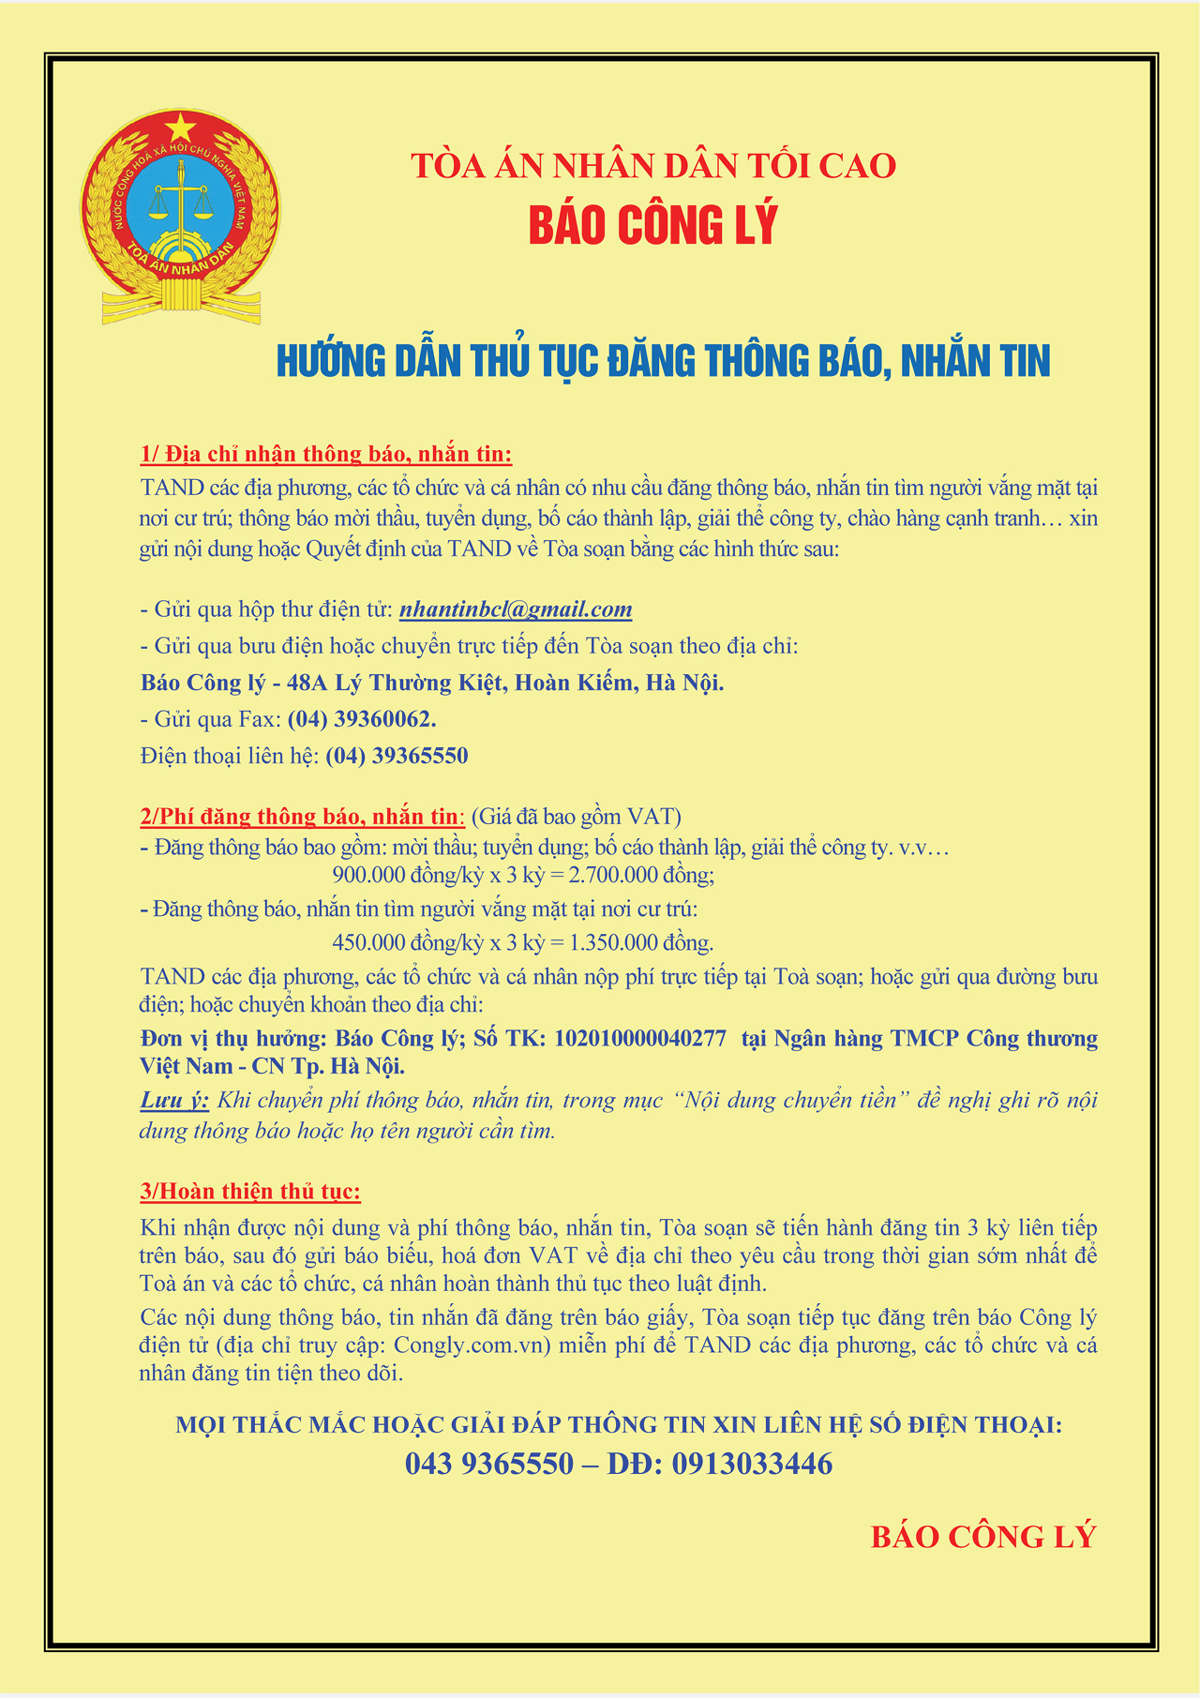 NƯỚC CỘNG HOÀ XÃ HỘI CHỦ NGHĨA VIỆT NAM
TOÀ ÁN NHÂN DÂN
TÒA ÁN NHÂN DÂN TỐI CAO
BÁO CÔNG LÝ
HƯỚNG DẪN THỦ TỤC ĐĂNG THÔNG BÁO, NHẮN TIN
1/ Địa chỉ nhận thông báo, nhắn tin:
TAND các địa phương, các tổ chức và cá nhân có nhu cầu đăng thông báo, nhắn tin tìm người vắng mặt tại
nơi cư trú; thông báo mời thầu, tuyển dụng, bố cáo thành lập, giải thể công ty, chào hàng cạnh tranh… xin
gửi nội dung hoặc Quyết định của TAND về Tòa soạn bằng các hình thức sau:
- Gửi qua hộp thư điện tử: nhantinbcl@gmail.com
- Gửi qua bưu điện hoặc chuyển trực tiếp đến Tòa soạn theo địa chỉ:
Báo Công lý - 48A Lý Thường Kiệt, Hoàn Kiếm, Hà Nội.
- Gửi qua Fax: (04) 39360062.
Điện thoại liên hệ: (04) 39365550
2/Phí đăng thông báo, nhắn tin: (Giá đã bao gồm VAT)
- Đăng thông báo bao gồm: mời thầu; tuyển dụng; bố cáo thành lập, giải thể công ty. v.v…
900.000 đồng/kỳ x 3 kỳ = 2.700.000 đồng;
- Đăng thông báo, nhắn tin tìm người vắng mặt tại nơi cư trú:
450.000 đồng/kỳ x 3 kỳ = 1.350.000 đồng.
TAND các địa phương, các tổ chức và cá nhân nộp phí trực tiếp tại Toà soạn; hoặc gửi qua đường bưu
điện; hoặc chuyển khoản theo địa chỉ:
Đơn vị thụ hưởng: Báo Công lý; Số TK: 102010000040277 tại Ngân hàng TMCP Công thương
Việt Nam - CN Tp. Hà Nội.
Lưu ý: Khi chuyển phí thông báo, nhắn tin, trong mục “Nội dung chuyển tiền” đề nghị ghi rõ nội
dung thông báo hoặc họ tên người cần tìm.
3/Hoàn thiện thủ tục:
Khi nhận được nội dung và phí thông báo, nhắn tin, Tòa soạn sẽ tiến hành đăng tin 3 kỳ liên tiếp
trên báo, sau đó gửi báo biếu, hoá đơn VAT về địa chỉ theo yêu cầu trong thời gian sớm nhất để
Toà án và các tổ chức, cá nhân hoàn thành thủ tục theo luật định.
Các nội dung thông báo, tin nhắn đã đăng trên báo giấy, Tòa soạn tiếp tục đăng trên báo Công lý
điện tử (địa chỉ truy cập: Congly.com.vn) miễn phí để TAND các địa phương, các tổ chức và cá
nhân đăng tin tiện theo dõi.
MỌI THẮC MẮC HOẶC GIẢI ĐÁP THÔNG TIN XIN LIÊN HỆ SỐ ĐIỆN THOẠI:
043 9365550 – DĐ: 0913033446
BÁO CÔNG LÝ